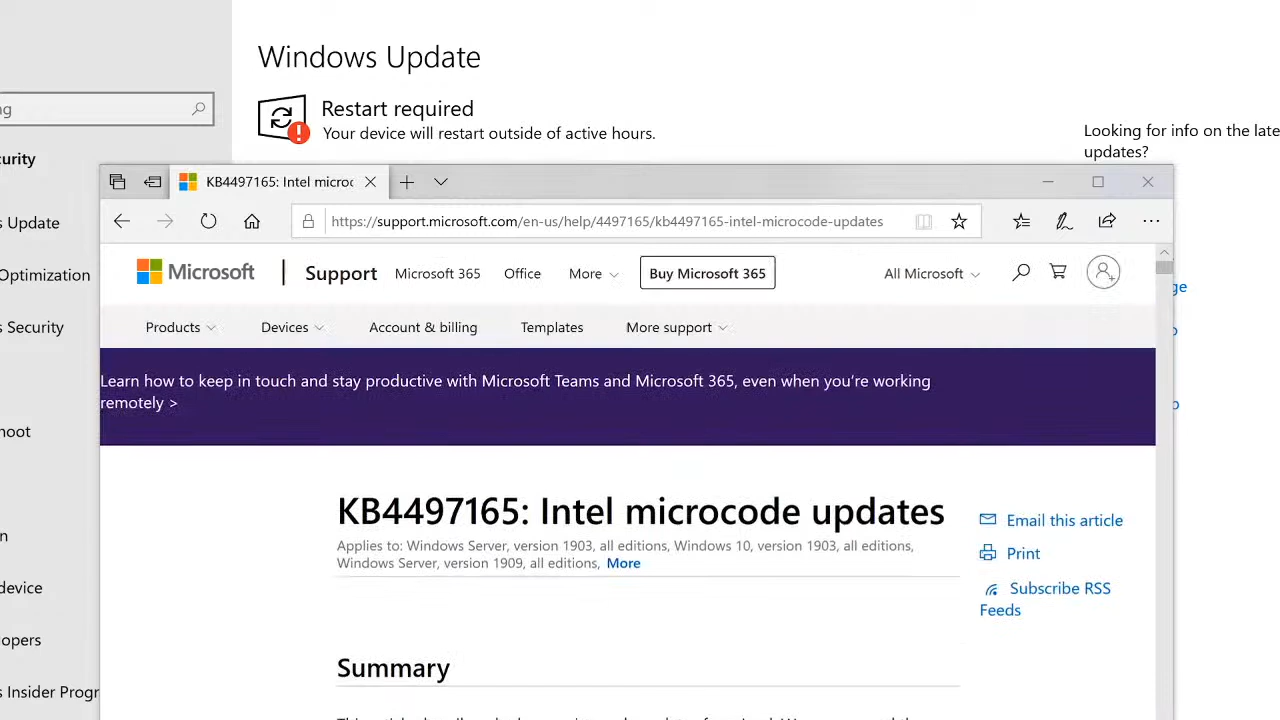 Windows Update
ng
Restart required
Your device will restart outside of active hours.
Looking for info on the late
updates?
curity
KB4497165: Intel microc
s Update
https://support.microsoft.com/en-us/help/4497165/kb4497165-intel-microcode-updates
Microsoft
Support
Microsoft 365
Office
More
Buy Microsoft 365
All Microsoft
Optimization
ge
s Security
Products
Devices
Account & billing
Templates
More support
Learn how to keep in touch and stay productive with Microsoft Teams and Microsoft 365, even when you're working
remotely >
hoot
KB4497165: Intel microcode updates
Email this article
Applies to: Windows Server, version 1903, all editions, Windows 10, version 1903, all editions,
Windows Server, version 1909, all editions, More
Print
device
Subscribe RSS
Feeds
opers
Summary
s Insider Progr